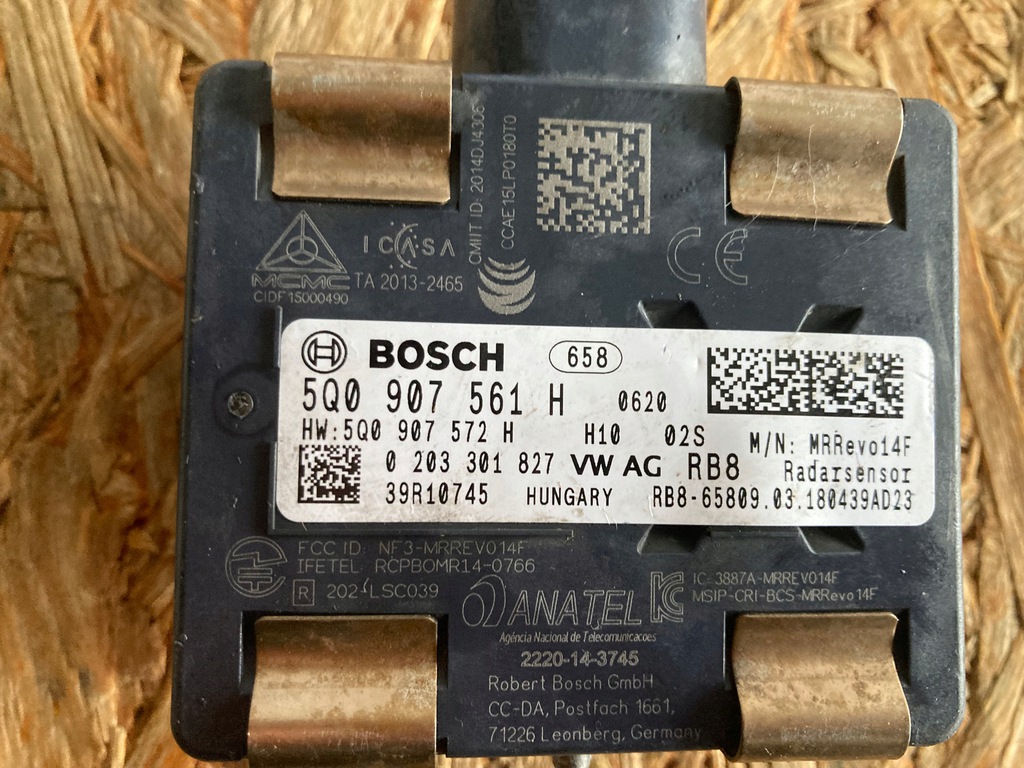 CMIIT ID: 2014DJ4306
CCAE15LP0180T0
ICASA
TA 2013-2465
MCMC
CIDF15000490
CE
BOSCH 658
5Q0 907 561 H 0620
HW:5Q0 907 572 H H10 02S M/N: MRRevo14F
0 203 301 827 VW AG RB8 Radarsensor
39R10745 HUNGARY RB8-65809.03.180439AD23
FCC ID: NF3-MRREVO14F
IFETEL RCPBOMR14-0766
R 202-LSC039
ANATEL
Agência Nacional de Telecomunicacoes
2220-14-3745
IC-3887A-MRREVO14F
MSIP-CRI-BCS-MRRevo14F
Robert Bosch GmbH
CC-DA, Postfach 1661,
71226 Leonberg, Germany